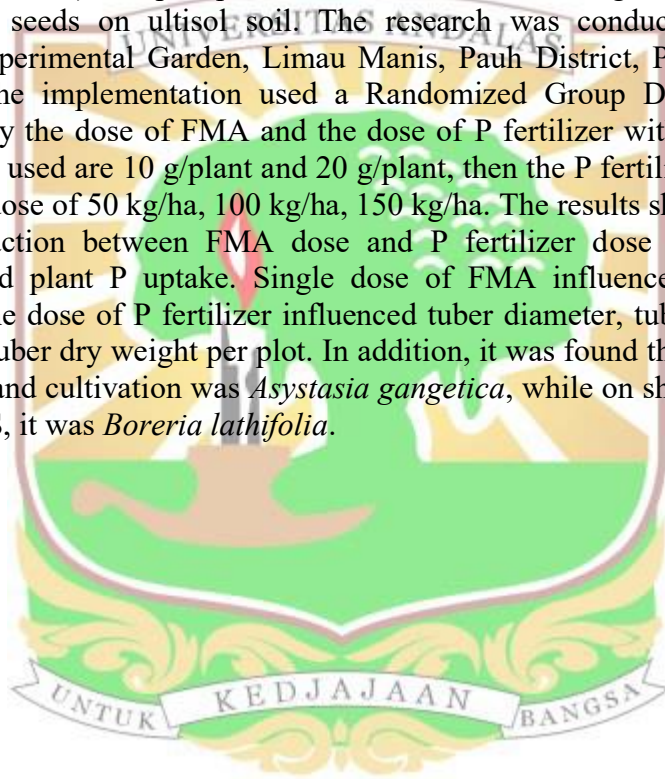 seeds on ultisol soil. The research was conduc
perimental Garden, Limau Manis, Pauh District, P
implementation used a Randomized Group D
the dose of FMA and the dose of P fertilizer wit
used are 10 g/plant and 20 g/plant, then the P fertili
dose of 50 kg/ha, 100 kg/ha, 150 kg/ha. The results s
between FMA dose and P fertilizer dose
plant P uptake. Single dose of FMA influence
dose of P fertilizer influenced tuber diameter, tub
uber dry weight per plot. In addition, it was found th
and cultivation was Asystasia gangetica, while on sh
it was Boreria lathifolia.
UNIVERSITAS ANDALAS
UNTUK KEDJAJAAN BANGSA